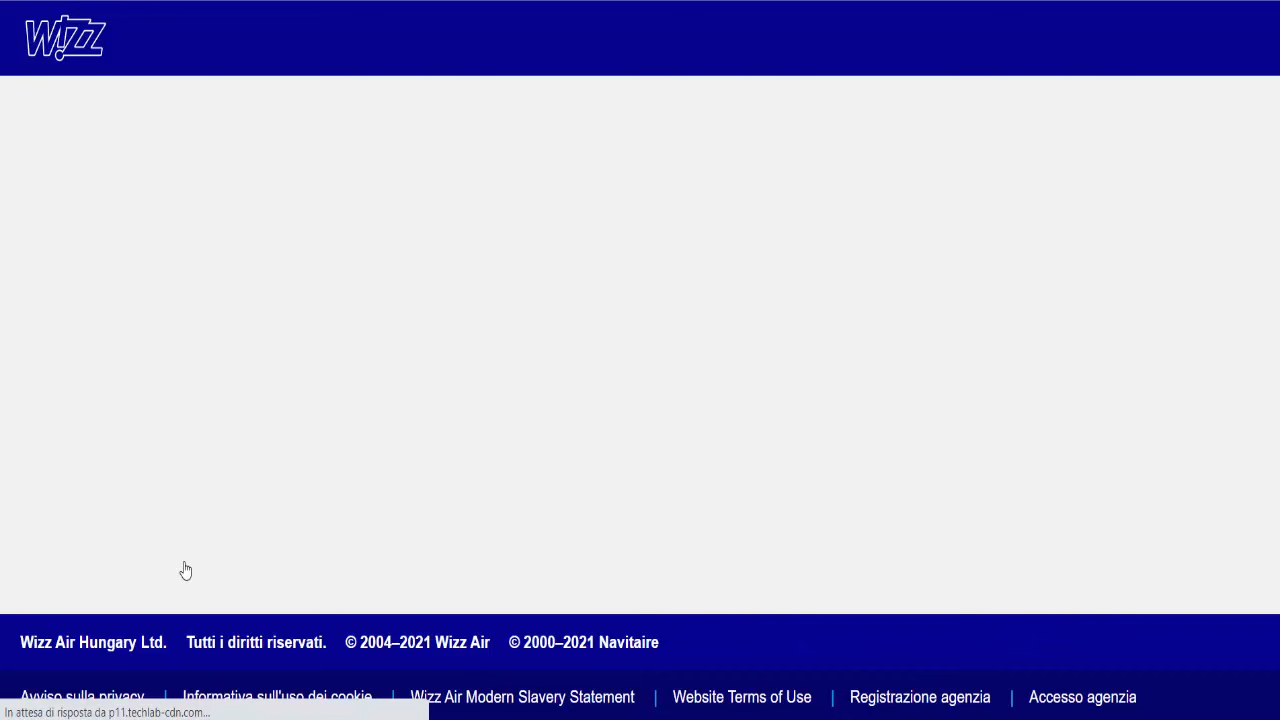 Wizz
Wizz Air Hungary Ltd. Tutti i diritti riservati. © 2004–2021 Wizz Air © 2000–2021 Navitaire
Avviso sulla privacy | Informativa sull'uso dei cookie | Wizz Air Modern Slavery Statement | Website Terms of Use | Registrazione agenzia | Accesso agenzia
In attesa di risposta da p11.techlab-cdn.com...